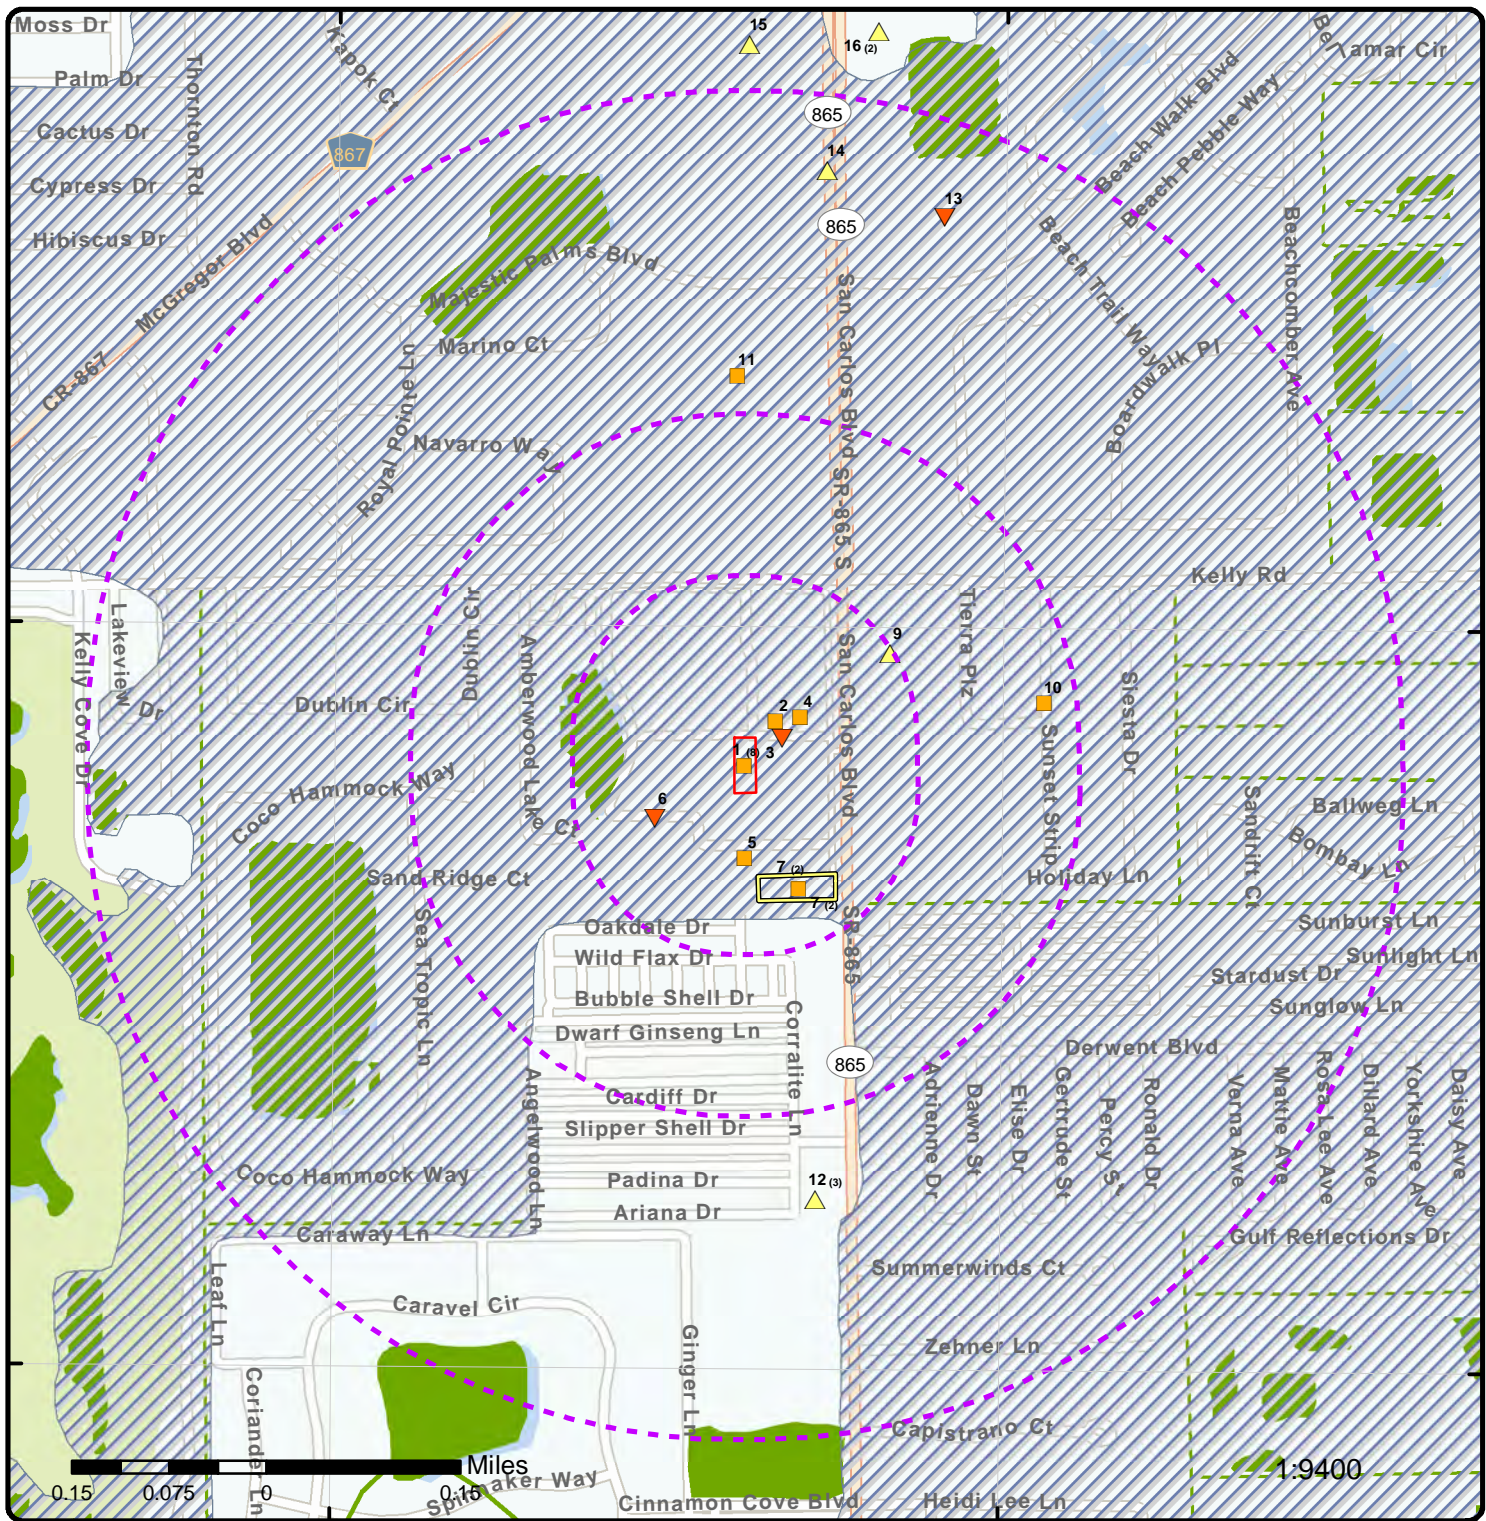 Moss Dr
Palm Dr
Cactus Dr
Cypress Dr
Hibiscus Dr
Thornton Rd
Kapok Ct
867
McGregor Blvd
CR-867
15
16 (2)
865
14
865
13
Tamar Cir
Beach Walk Blvd
Beach Pebble Way
Beachcomber Ave
Beach Trail Way
Boardwalk Pl
Majestic Palms Blvd
Marino Ct
Royal Pointe Ln
Navarro Way
11
San Carlos Blvd SR-865 S
Kelly Rd
Lakeview Dr
Kelly Cove Dr
Dublin Cir
Dublin Cir
Amberwood Lake Ct
Coco Hammock Way
Sand Ridge Ct
Sea Tropic Ln
9
Tierra Plz
10
Siesta Dr
Sunset Strip
2
4
1 (8)
3
6
5
7 (2)
7 (2)
San Carlos Blvd
SR-865
Sandrift Ct
Ballweg Ln
Bombay Ln
Holiday Ln
Sunburst Ln
Sunlight Ln
Stardust Dr
Sunglow Ln
Oakdale Dr
Wild Flax Dr
Bubble Shell Dr
Dwarf Ginseng Ln
Corralite Ln
865
Cardiff Dr
Slipper Shell Dr
Padina Dr
Ariana Dr
Angelwood Ln
12 (3)
Derwent Blvd
Adrienne Dr
Dawn St
Elise Dr
Gertrude St
Percy St
Ronald Dr
Verna Ave
Mattie Ave
Rosa Lee Ave
Dillard Ave
Yorkshire Ave
Daisy Ave
Coco Hammock Way
Caraway Ln
Leaf Ln
Caravel Cir
Coriander Ln
Ginger Ln
Spinnaker Way
Cinnamon Cove Blvd
Gulf Reflections Dr
Summerwinds Ct
Zehner Ln
Capistrano Ct
Heidi Lee Ln
Miles
0.15 0.075 0 0.15
1:9400